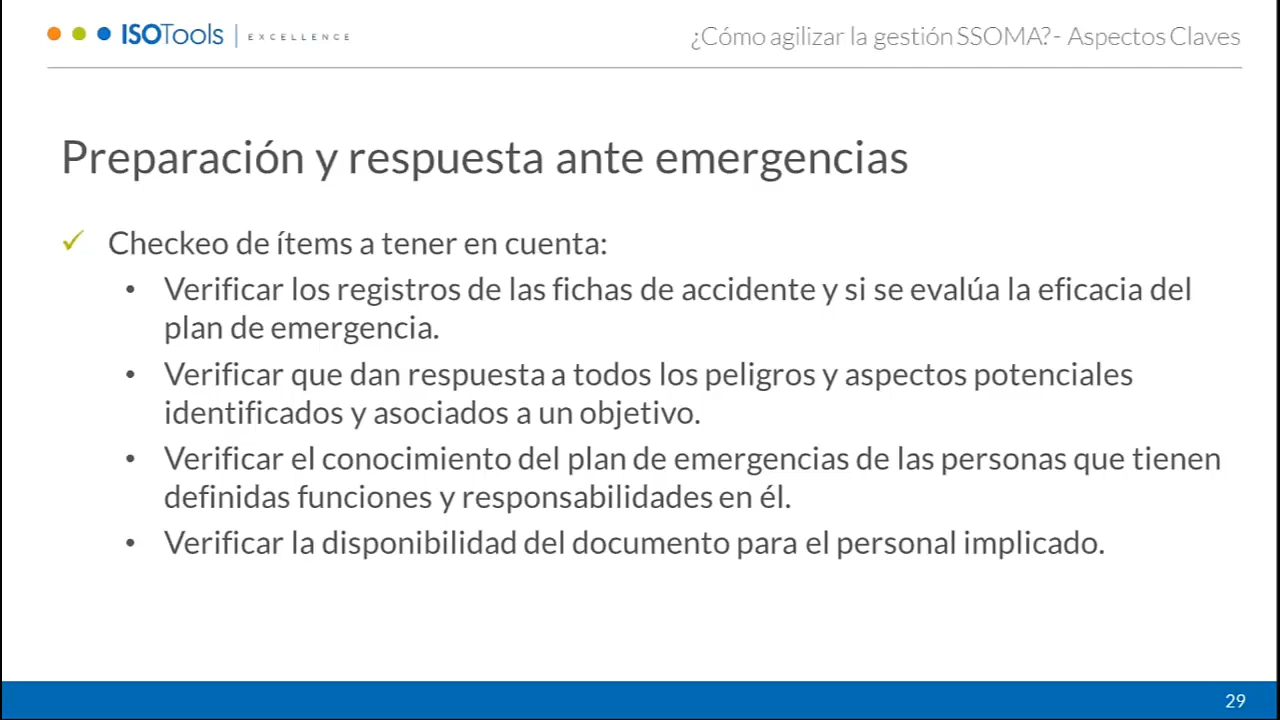 ISOTools | EXCELLENCE
¿Cómo agilizar la gestión SSOMA?- Aspectos Claves
Preparación y respuesta ante emergencias
✓ Checkeo de ítems a tener en cuenta:
• Verificar los registros de las fichas de accidente y si se evalúa la eficacia del
plan de emergencia.
• Verificar que dan respuesta a todos los peligros y aspectos potenciales
identificados y asociados a un objetivo.
• Verificar el conocimiento del plan de emergencias de las personas que tienen
definidas funciones y responsabilidades en él.
• Verificar la disponibilidad del documento para el personal implicado.
29